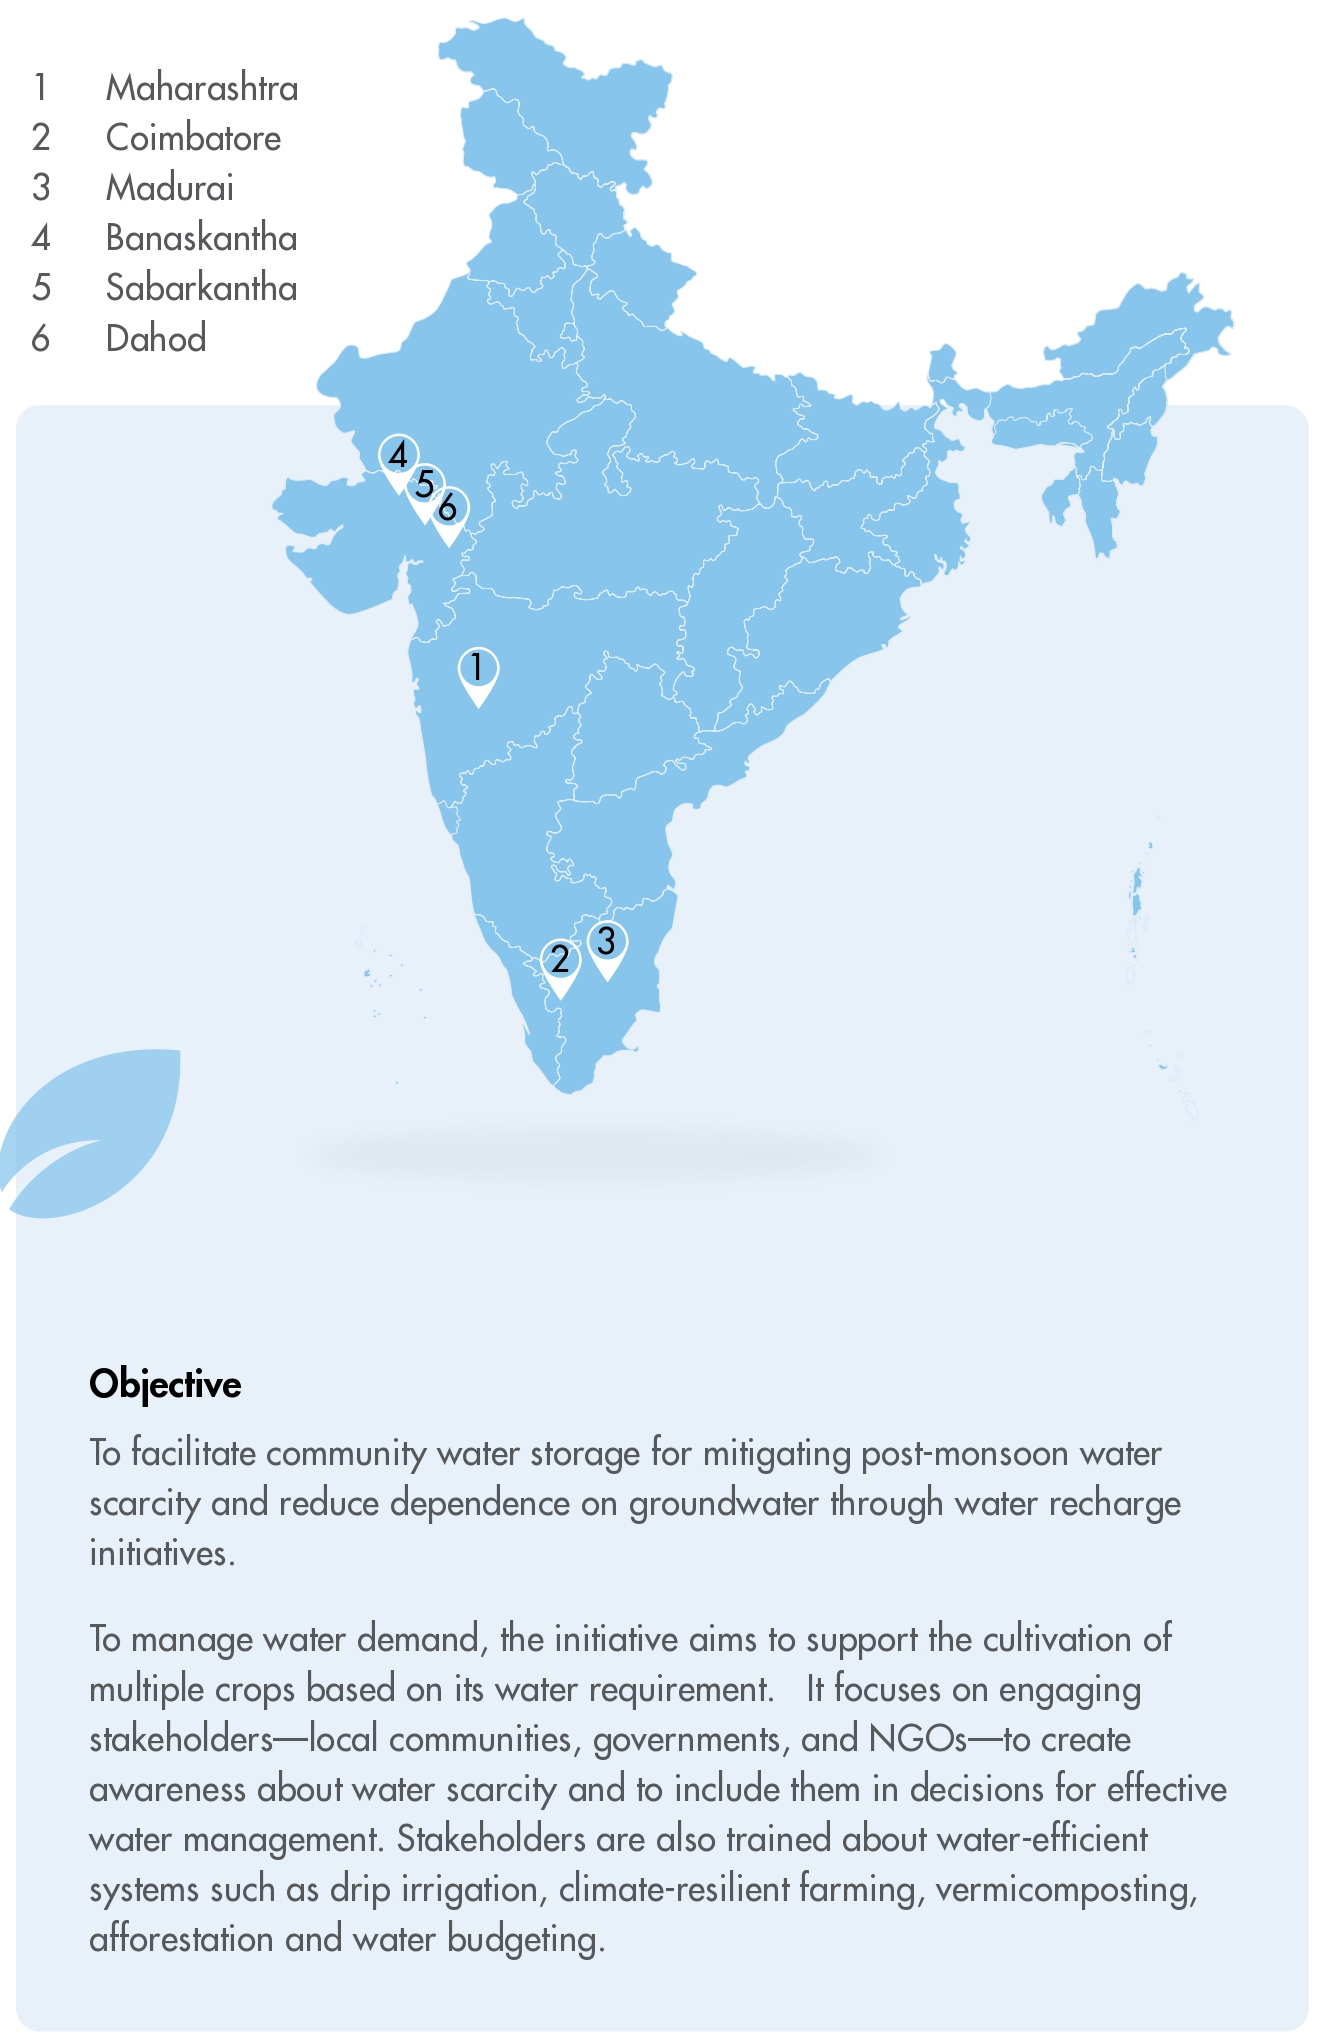 1 Maharashtra
2 Coimbatore
3 Madurai
4 Banaskantha
5 Sabarkantha
6 Dahod
4
5
6
1
3
2
Objective
To facilitate community water storage for mitigating post-monsoon water
scarcity and reduce dependence on groundwater through water recharge
initiatives.
To manage water demand, the initiative aims to support the cultivation of
multiple crops based on its water requirement. It focuses on engaging
stakeholders—local communities, governments, and NGOs—to create
awareness about water scarcity and to include them in decisions for effective
water management. Stakeholders are also trained about water-efficient
systems such as drip irrigation, climate-resilient farming, vermicomposting,
afforestation and water budgeting.